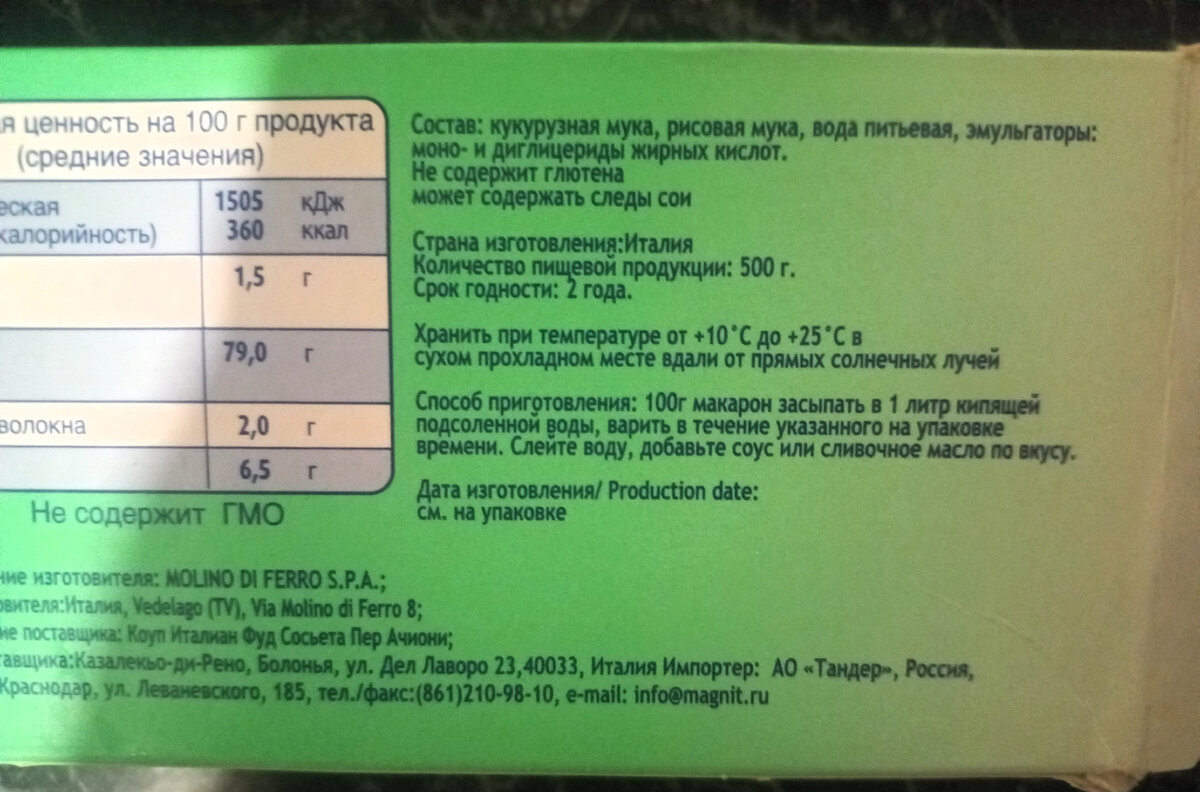 ценность на 100 г продукта
(средние значения)
1505 кДж
калорийность) 360 ккал
1,5 г
79,0 г
волокна 2,0 г
6,5 г
Не содержит ГМО
Состав: кукурузная мука, рисовая мука, вода питьевая, эмульгаторы:
моно- и диглицериды жирных кислот.
Не содержит глютена
может содержать следы сои
Страна изготовления:Италия
Количество пищевой продукции: 500 г.
Срок годности: 2 года.
Хранить при температуре от +10°С до +25°С в
сухом прохладном месте вдали от прямых солнечных лучей
Способ приготовления: 100г макарон засыпать в 1 литр кипящей
подсоленной воды, варить в течение указанного на упаковке
времени. Слейте воду, добавьте соус или сливочное масло по вкусу.
Дата изготовления/ Production date:
см. на упаковке
изготовителя: MOLINO DI FERRO S.P.A.;
Италия, Vedelago (TV), Via Molino di Ferro 8;
поставщика: Коуп Италиан Фуд Сосьета Пер Ачиони;
Казалекьо-ди-Рено, Болонья, ул. Дел Лаворо 23,40033, Италия Импортер: АО «Тандер», Россия,
Краснодар, ул. Леваневского, 185, тел./факс:(861)210-98-10, e-mail: info@magnit.ru